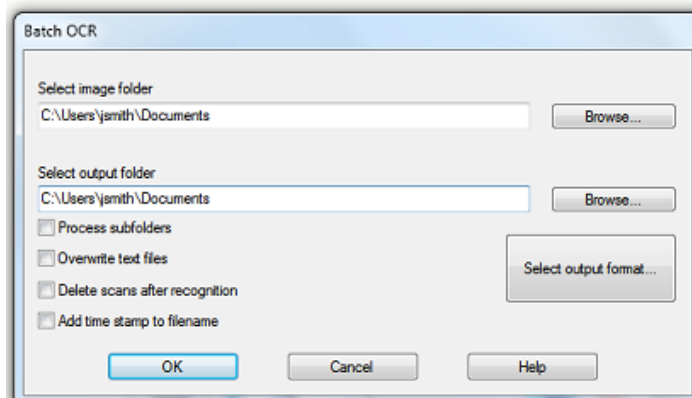 Batch OCR
Select image folder
C:\Users\jsmith\Documents
Browse...
Select output folder
C:\Users\jsmith\Documents
Browse...
Process subfolders
Overwrite text files
Select output format...
Delete scans after recognition
Add time stamp to filename
OK
Cancel
Help